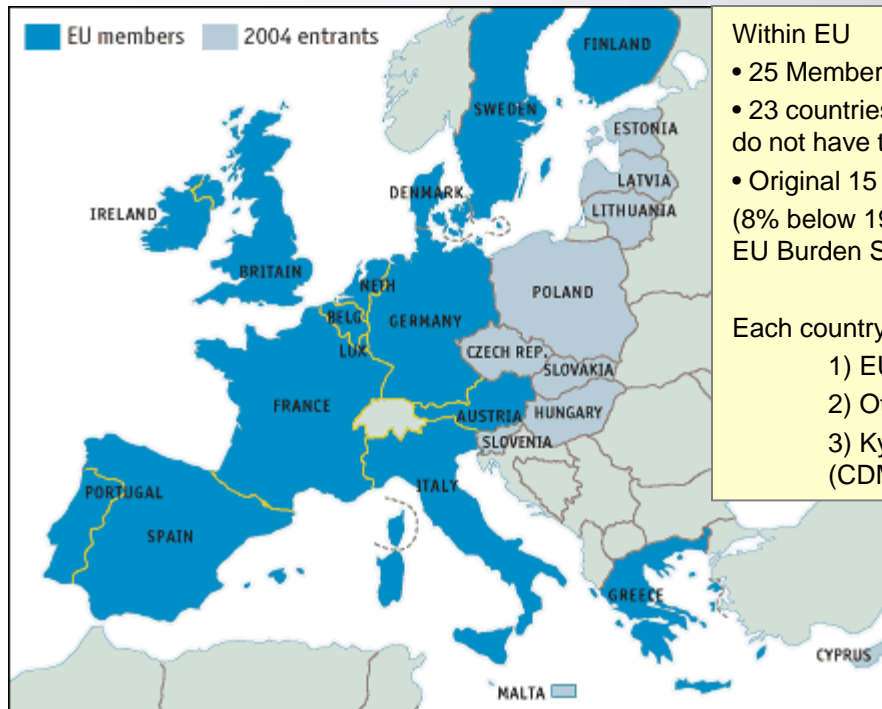 EU members
2004 entrants
FINLAND
SWEDEN
ESTONIA
LATVIA
LITHUANIA
DENMARK
IRELAND
BRITAIN
NETH
BELG
LUX
GERMANY
POLAND
CZECH REP.
SLOVAKIA
FRANCE
AUSTRIA
HUNGARY
SLOVENIA
ITALY
PORTUGAL
SPAIN
GREECE
CYPRUS
MALTA
Within EU
• 25 Member
• 23 countries
do not have t
• Original 15
(8% below 19
EU Burden S
Each country
1) EU
2) Ot
3) Ky
(CDM